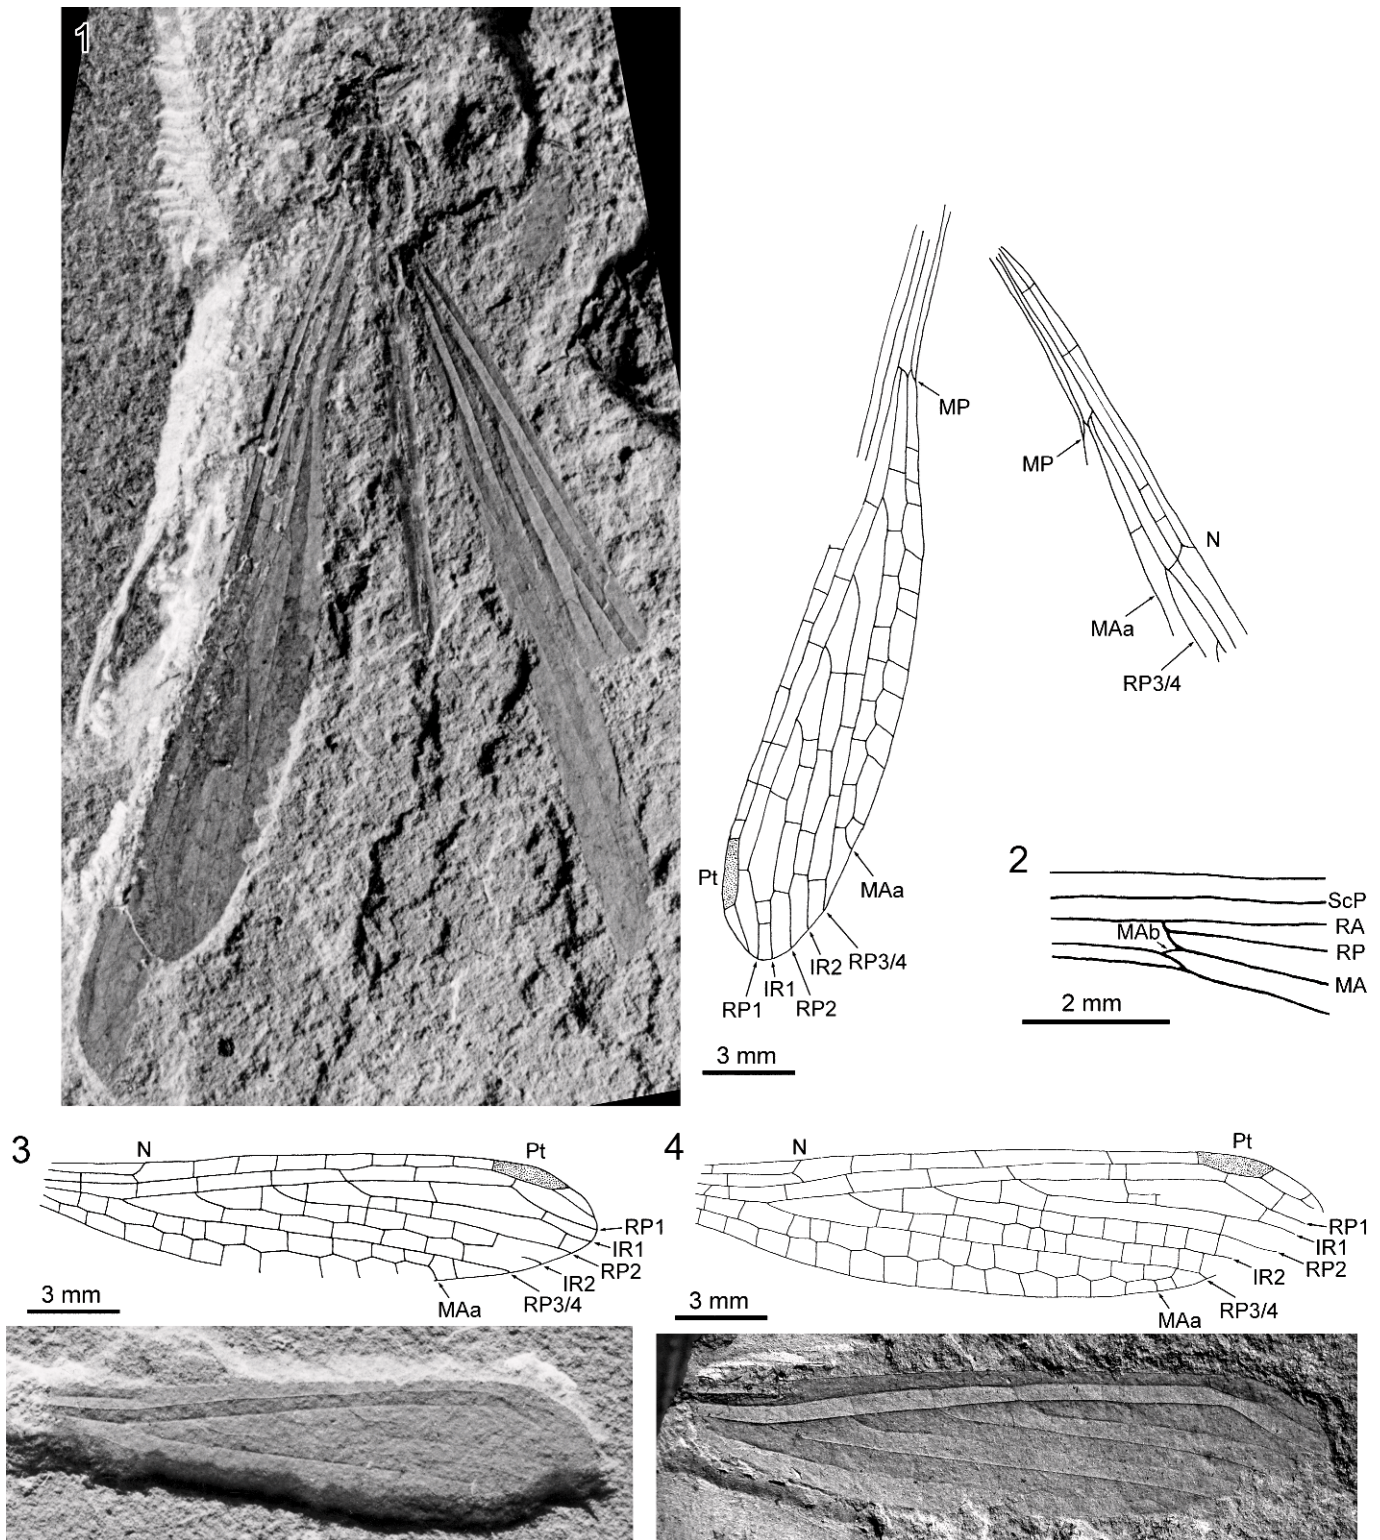 1
MP
MP
N
MAa
RP3/4
Pt
MAa
RP3/4
IR2
IR1
RP1
RP2
3 mm
2
ScP
RA
MAb
RP
MA
2 mm
3
N
Pt
RP1
IR1
RP2
IR2
RP3/4
MAa
3 mm
4
N
Pt
RP1
IR1
RP2
IR2
RP3/4
MAa
3 mm